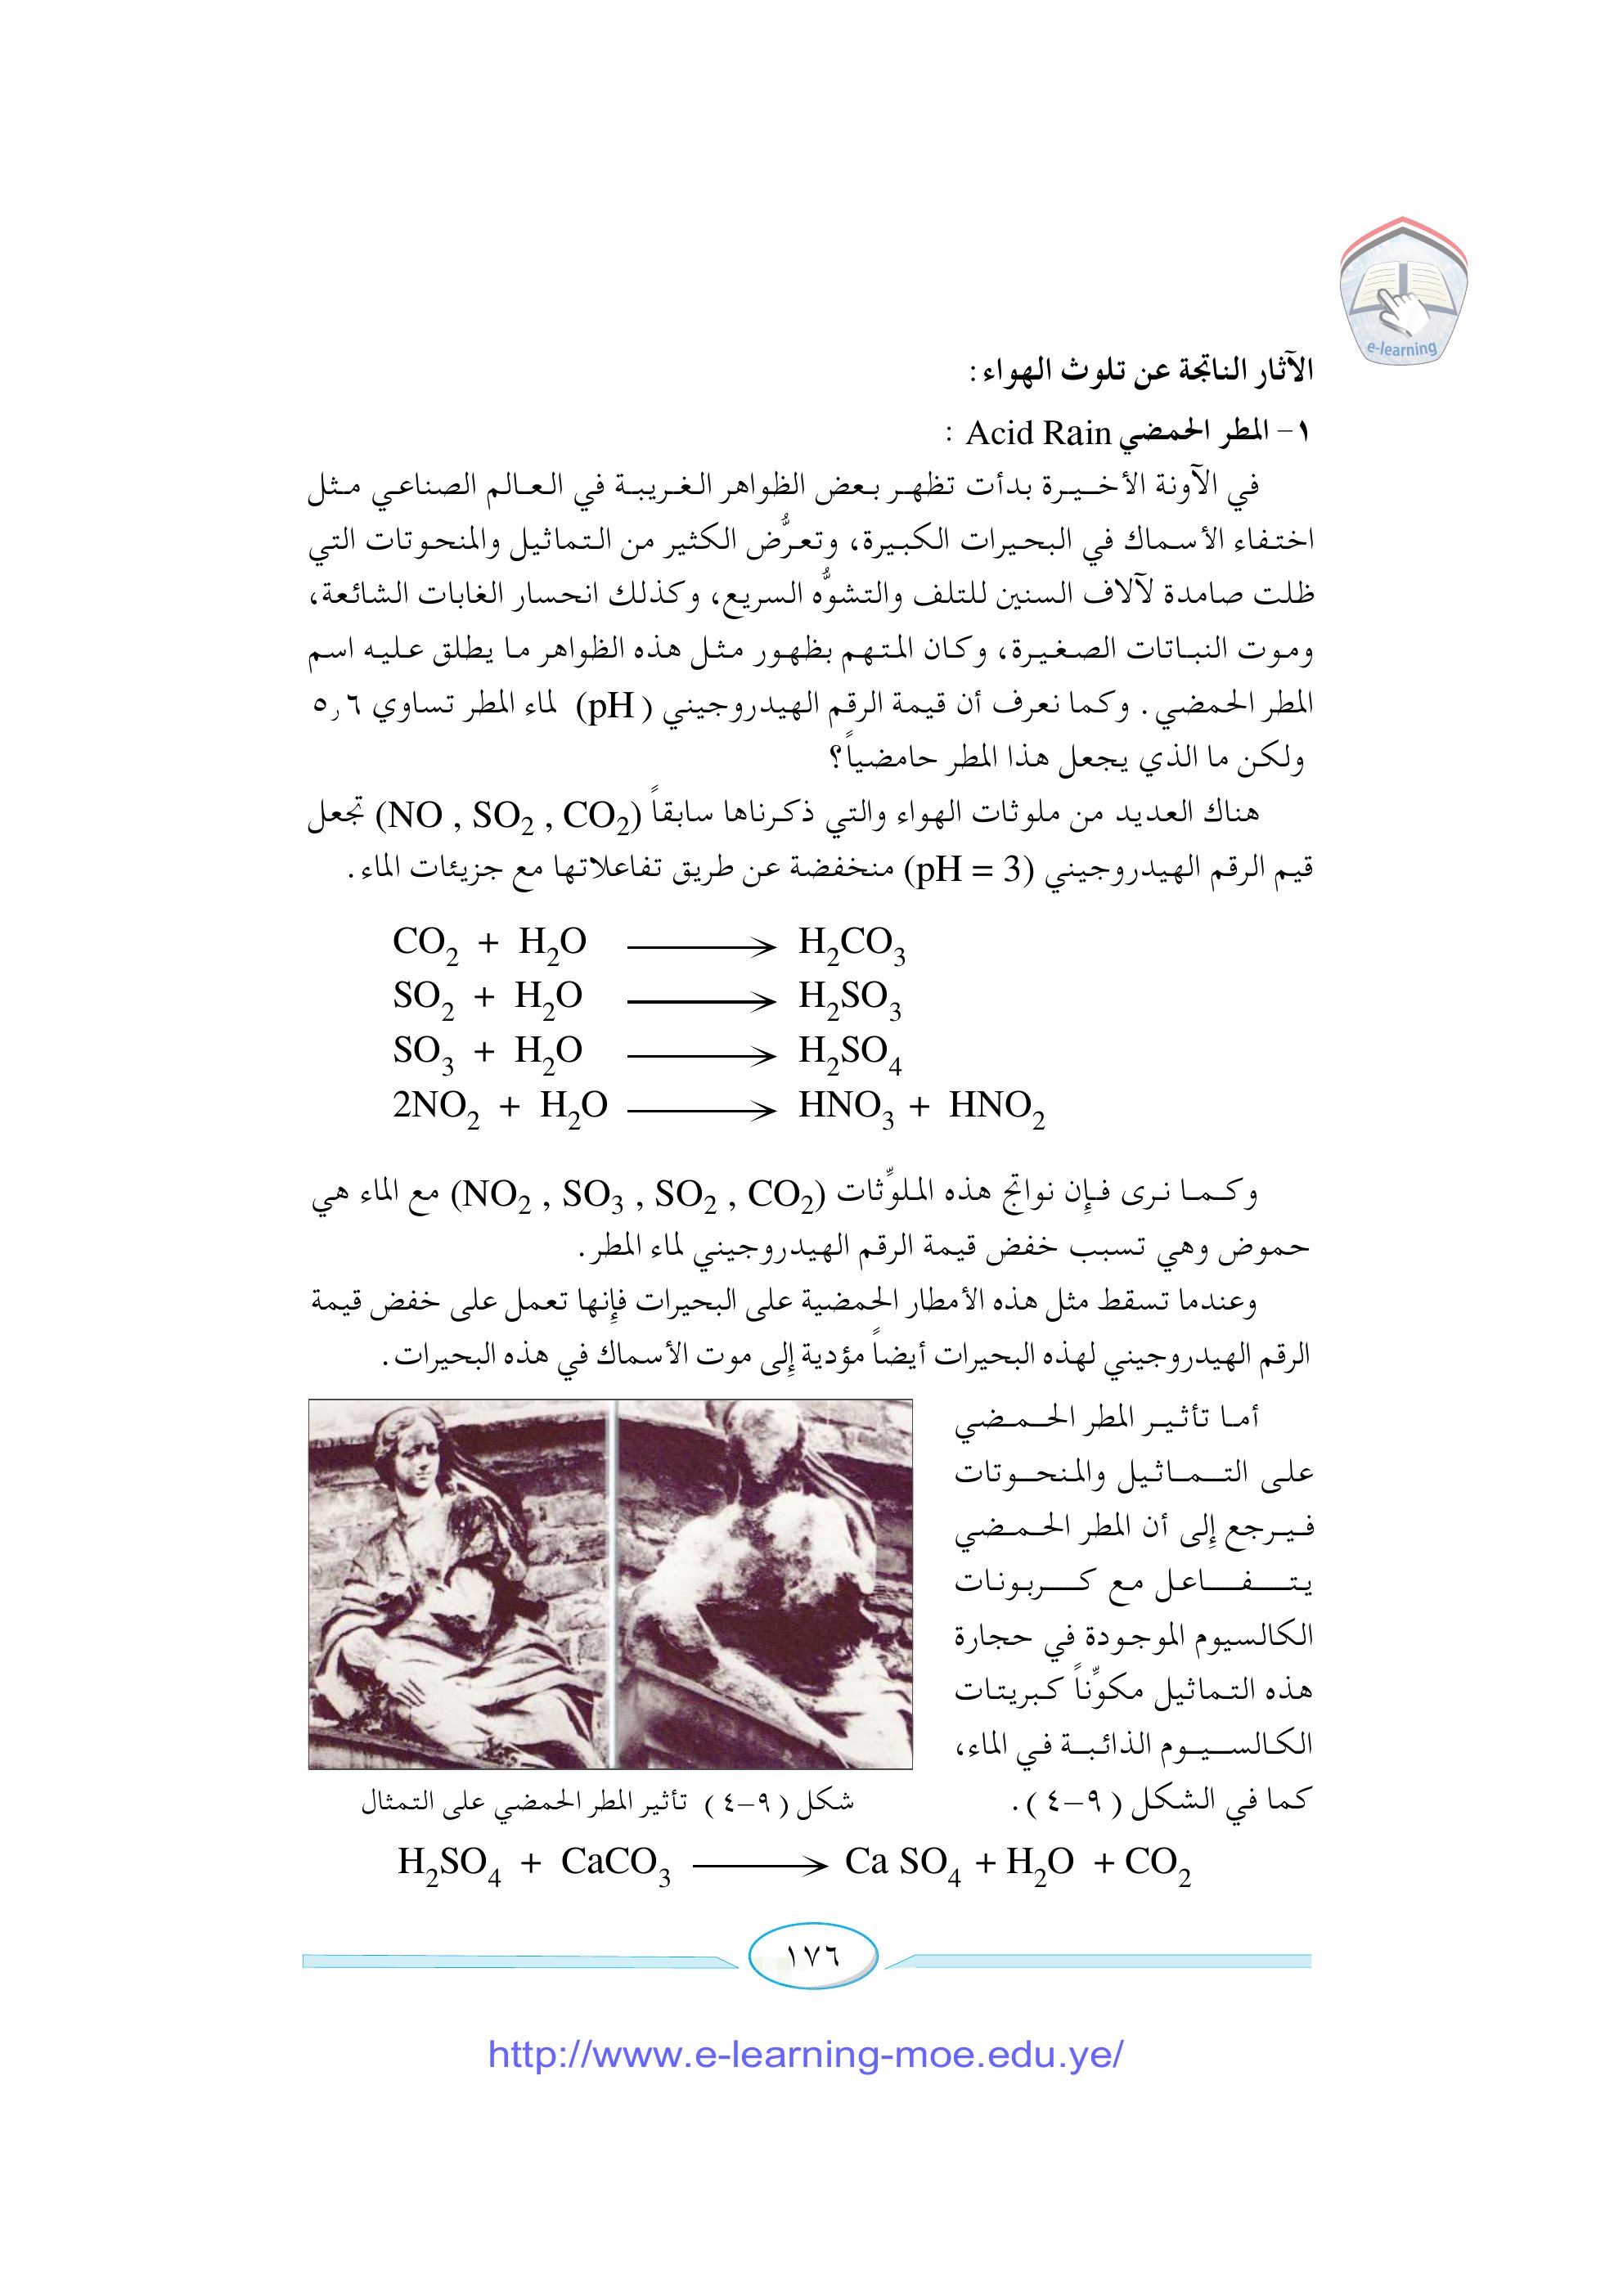 e-learning
الآثار الناتجة عن تلوث الهواء:
١- المطر الحمضي Acid Rain :
في الآونة الأخيرة بدأت تظهر بعض الظواهر الغريبة في العالم الصناعي مثل
اختفاء الأسماك في البحيرات الكبيرة، وتعرُّض الكثير من التماثيل والمنحوتات التي
ظلت صامدة لآلاف السنين للتلف والتشوُّه السريع، وكذلك انحسار الغابات الشائعة،
وموت النباتات الصغيرة، وكان المتهم بظهور مثل هذه الظواهر ما يطلق عليه اسم
المطر الحمضي. وكما نعرف أن قيمة الرقم الهيدروجيني (pH) لماء المطر تساوي ٥٫٦
ولكن ما الذي يجعل هذا المطر حامضياً؟
هناك العديد من ملوثات الهواء والتي ذكرناها سابقاً (NO , SO2 , CO2) تجعل
قيم الرقم الهيدروجيني (pH = 3) منخفضة عن طريق تفاعلاتها مع جزيئات الماء.
CO2 + H2O ⟶ H2CO3
SO2 + H2O ⟶ H2SO3
SO3 + H2O ⟶ H2SO4
2NO2 + H2O ⟶ HNO3 + HNO2
وكما نرى فإن نواتج هذه الملوِّثات (NO2 , SO3 , SO2 , CO2) مع الماء هي
حموض وهي تسبب خفض قيمة الرقم الهيدروجيني لماء المطر.
وعندما تسقط مثل هذه الأمطار الحمضية على البحيرات فإنها تعمل على خفض قيمة
الرقم الهيدروجيني لهذه البحيرات أيضاً مؤدية إلى موت الأسماك في هذه البحيرات.
أما تأثير المطر الحمضي
على التماثيل والمنحوتات
فيرجع إلى أن المطر الحمضي
يتفاعل مع كربونات
الكالسيوم الموجودة في حجارة
هذه التماثيل مكوِّناً كبريتات
الكالسيوم الذائبة في الماء،
كما في الشكل (٩-٤).
شكل (٩-٤) تأثير المطر الحمضي على التمثال
H2SO4 + CaCO3 ⟶ Ca SO4 + H2O + CO2
١٧٦
http://www.e-learning-moe.edu.ye/